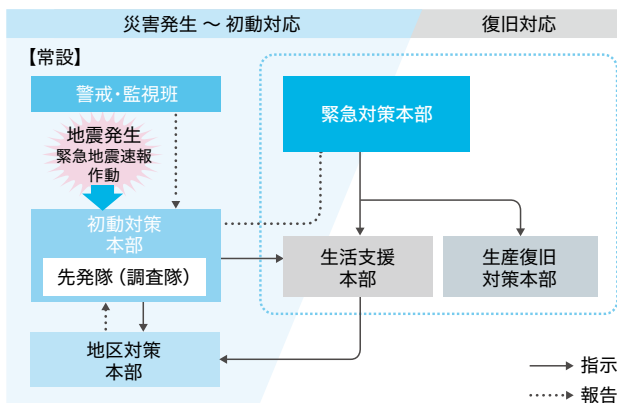 災害発生 ～ 初動対応
復旧対応
【常設】
警戒・監視班
地震発生
緊急地震速報
作動
初動対策
本部
先発隊（調査隊）
地区対策
本部
緊急対策本部
生活支援
本部
生産復旧
対策本部
指示
報告